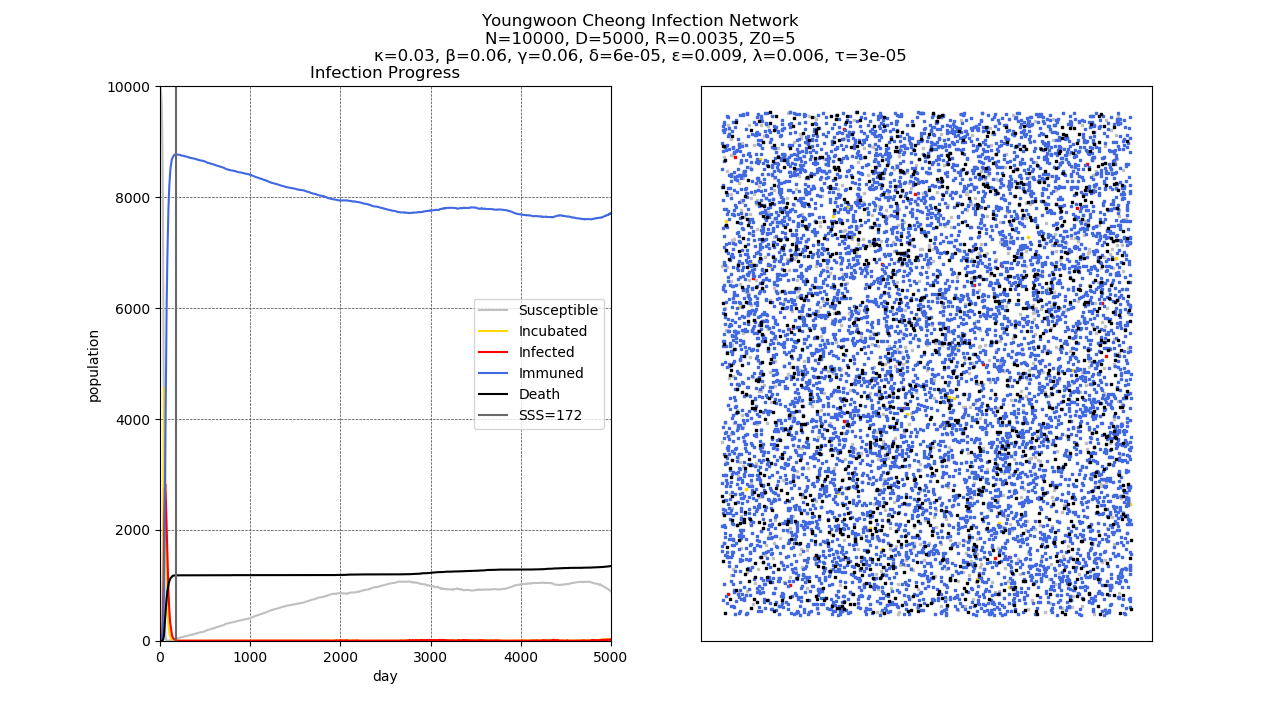 Youngwoon Cheong Infection Network
N=10000, D=5000, R=0.0035, Z0=5
κ=0.03, β=0.06, γ=0.06, δ=6e-05, ε=0.009, λ=0.006, τ=3e-05
Infection Progress
10000
8000
6000
4000
2000
0
population
0 1000 2000 3000 4000 5000
day
Susceptible
Incubated
Infected
Immuned
Death
SSS=172